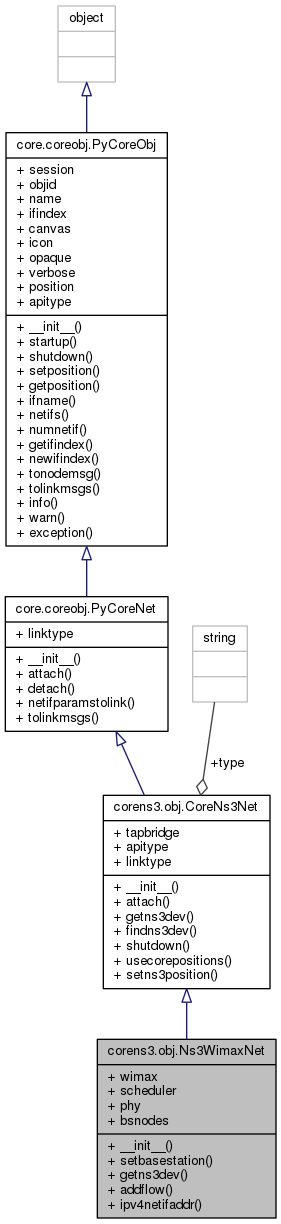 object
core.coreobj.PyCoreObj
+ session
+ objid
+ name
+ ifindex
+ canvas
+ icon
+ opaque
+ verbose
+ position
+ apitype
+ __init__()
+ startup()
+ shutdown()
+ setposition()
+ getposition()
+ ifname()
+ netifs()
+ numnetif()
+ getifindex()
+ newifindex()
+ tonodemsg()
+ tolinkmsgs()
+ info()
+ warn()
+ exception()
core.coreobj.PyCoreNet
+ linktype
+ __init__()
+ attach()
+ detach()
+ netifparamstolink()
+ tolinkmsgs()
string
+type
corens3.obj.CoreNs3Net
+ tapbridge
+ apitype
+ linktype
+ __init__()
+ attach()
+ getns3dev()
+ findns3dev()
+ shutdown()
+ usecorepositions()
+ setns3position()
corens3.obj.Ns3WimaxNet
+ wimax
+ scheduler
+ phy
+ bsnodes
+ __init__()
+ setbasestation()
+ getns3dev()
+ addflow()
+ ipv4netifaddr()